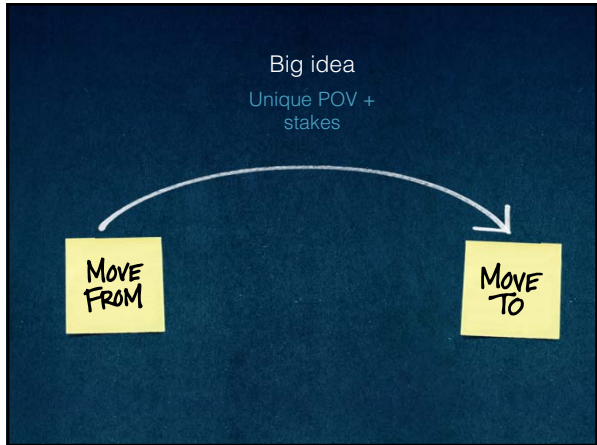 Big idea
Unique POV +
stakes
MOVE
FROM
MOVE
TO